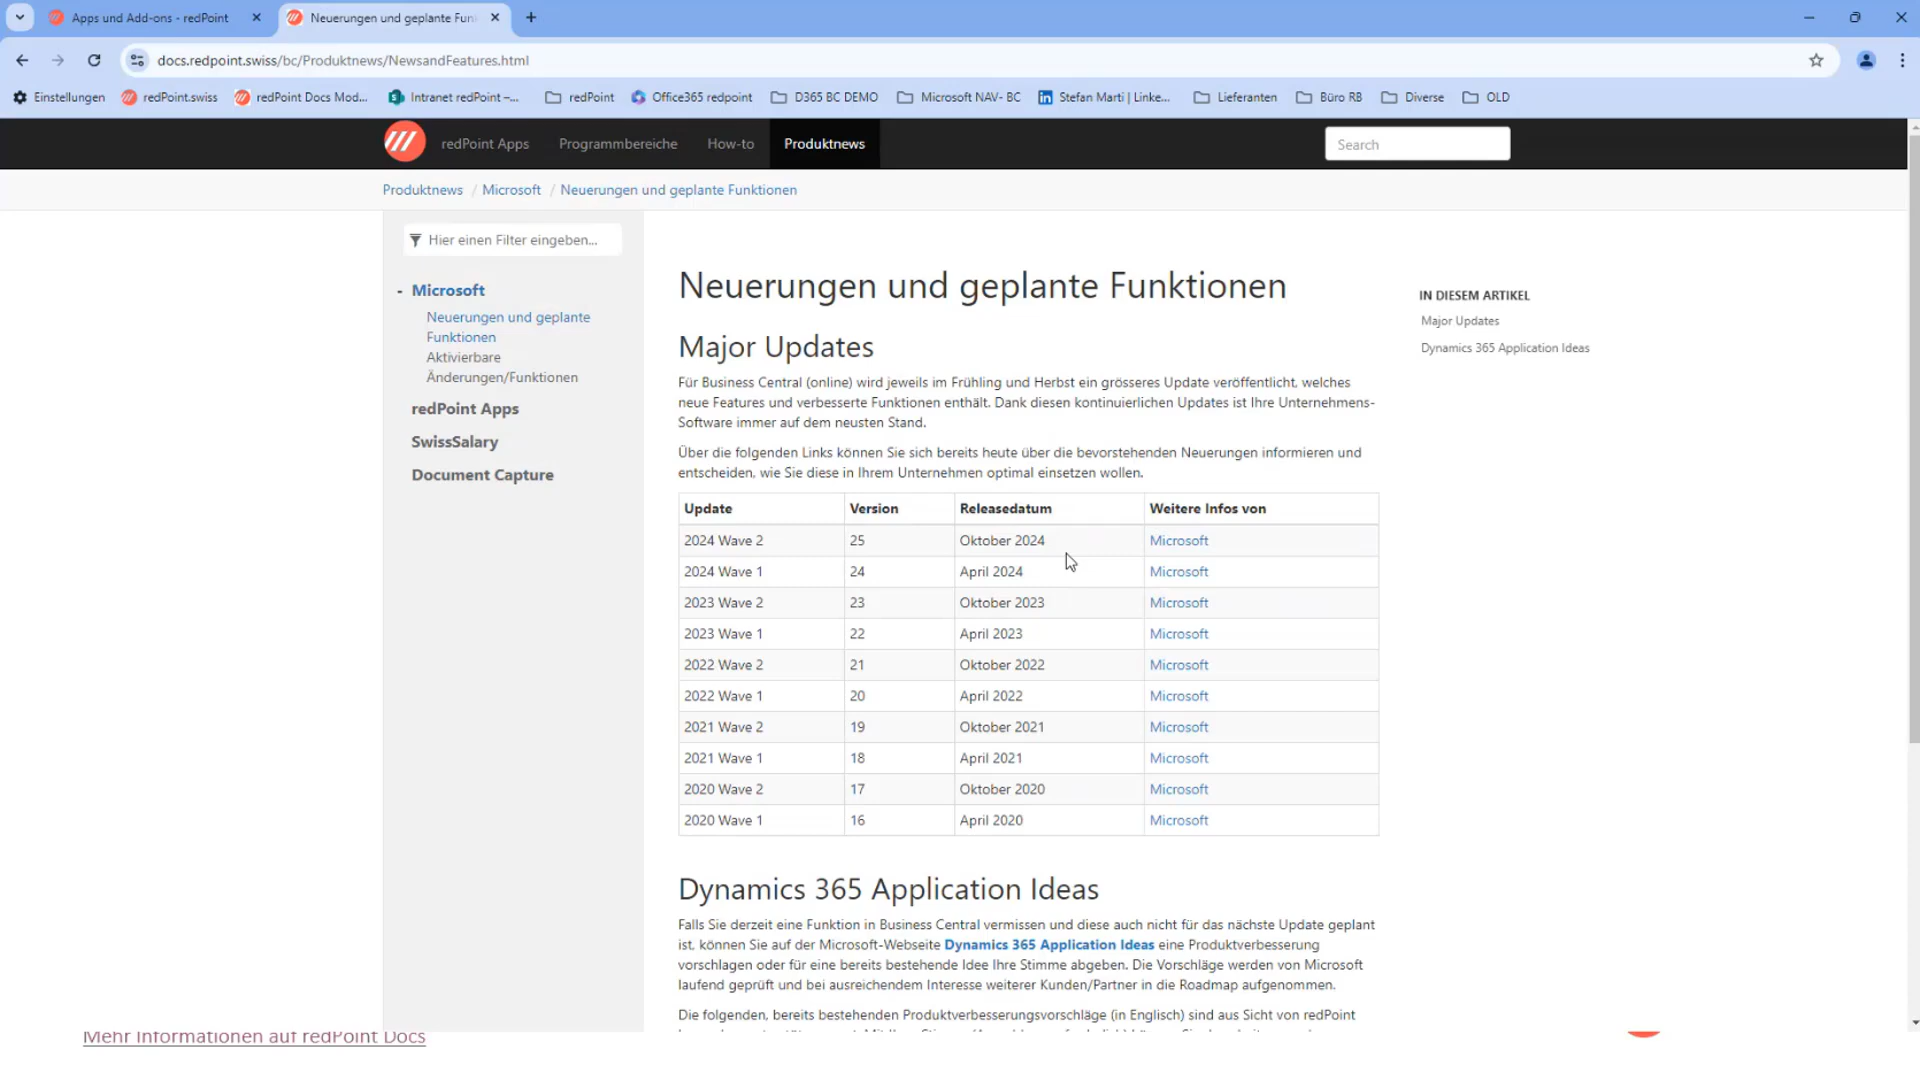 Apps und Add-ons - redPoint
Neuerungen und geplante Fun
docs.redpoint.swiss/bc/Produktnews/NewsandFeatures.html
Einstellungen
redPoint.swiss
redPoint Docs Mod...
Intranet redPoint –...
redPoint
Office365 redpoint
D365 BC DEMO
Microsoft NAV- BC
Stefan Marti | Linke...
Lieferanten
Büro RB
Diverse
OLD
redPoint Apps
Programmbereiche
How-to
Produktnews
Search
Produktnews / Microsoft / Neuerungen und geplante Funktionen
Hier einen Filter eingeben...
- Microsoft
Neuerungen und geplante
Funktionen
Aktivierbare
Änderungen/Funktionen
redPoint Apps
SwissSalary
Document Capture
Neuerungen und geplante Funktionen
Major Updates
Für Business Central (online) wird jeweils im Frühling und Herbst ein grösseres Update veröffentlicht, welches
neue Features und verbesserte Funktionen enthält. Dank diesen kontinuierlichen Updates ist Ihre Unternehmens-
Software immer auf dem neusten Stand.
Über die folgenden Links können Sie sich bereits heute über die bevorstehenden Neuerungen informieren und
entscheiden, wie Sie diese in Ihrem Unternehmen optimal einsetzen wollen.
Update Version Releasedatum Weitere Infos von
2024 Wave 2 25 Oktober 2024 Microsoft
2024 Wave 1 24 April 2024 Microsoft
2023 Wave 2 23 Oktober 2023 Microsoft
2023 Wave 1 22 April 2023 Microsoft
2022 Wave 2 21 Oktober 2022 Microsoft
2022 Wave 1 20 April 2022 Microsoft
2021 Wave 2 19 Oktober 2021 Microsoft
2021 Wave 1 18 April 2021 Microsoft
2020 Wave 2 17 Oktober 2020 Microsoft
2020 Wave 1 16 April 2020 Microsoft
Dynamics 365 Application Ideas
Falls Sie derzeit eine Funktion in Business Central vermissen und diese auch nicht für das nächste Update geplant
ist, können Sie auf der Microsoft-Webseite Dynamics 365 Application Ideas eine Produktverbesserung
vorschlagen oder für eine bereits bestehende Idee Ihre Stimme abgeben. Die Vorschläge werden von Microsoft
laufend geprüft und bei ausreichendem Interesse weiterer Kunden/Partner in die Roadmap aufgenommen.
Die folgenden, bereits bestehenden Produktverbesserungsvorschläge (in Englisch) sind aus Sicht von redPoint
IN DIESEM ARTIKEL
Major Updates
Dynamics 365 Application Ideas
Mehr Informationen auf redPoint Docs